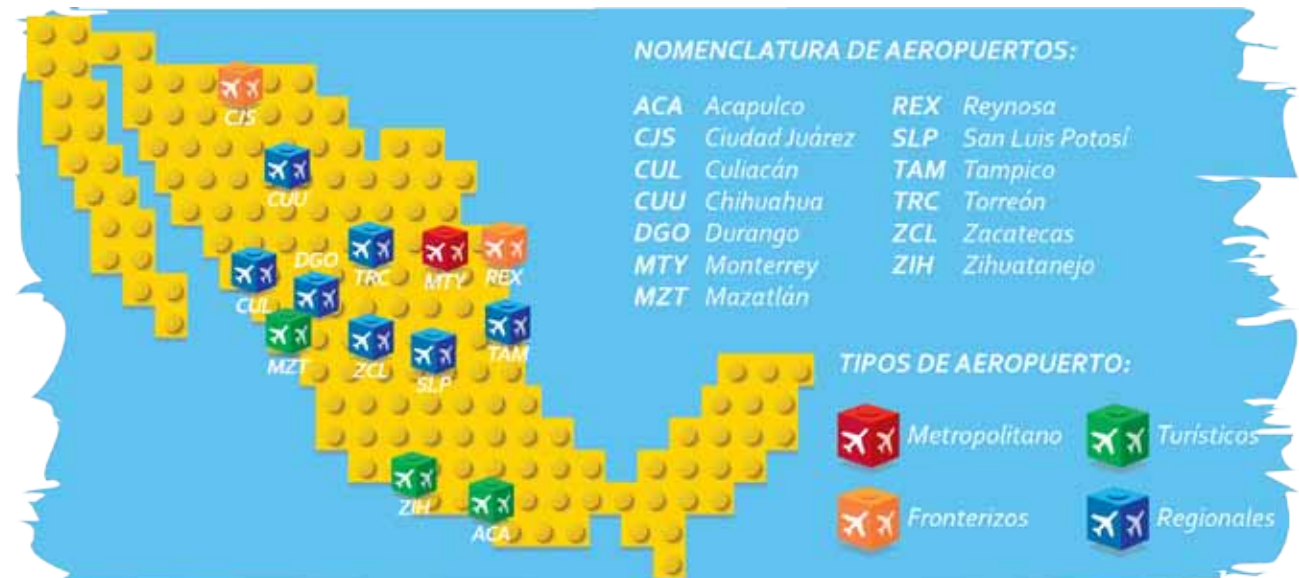 NOMENCLATURA DE AEROPUERTOS:
ACA Acapulco
CJS Ciudad Juárez
CUL Culiacán
CUU Chihuahua
DGO Durango
MTY Monterrey
MZT Mazatlán
REX Reynosa
SLP San Luis Potosí
TAM Tampico
TRC Torreón
ZCL Zacatecas
ZIH Zihuatanejo
TIPOS DE AEROPUERTO:
Metropolitano
Turísticos
Fronterizos
Regionales
CJS
CUU
DGO
TRC
MTY
REX
CUL
MZT
ZCL
SLP
TAM
ZIH
ACA